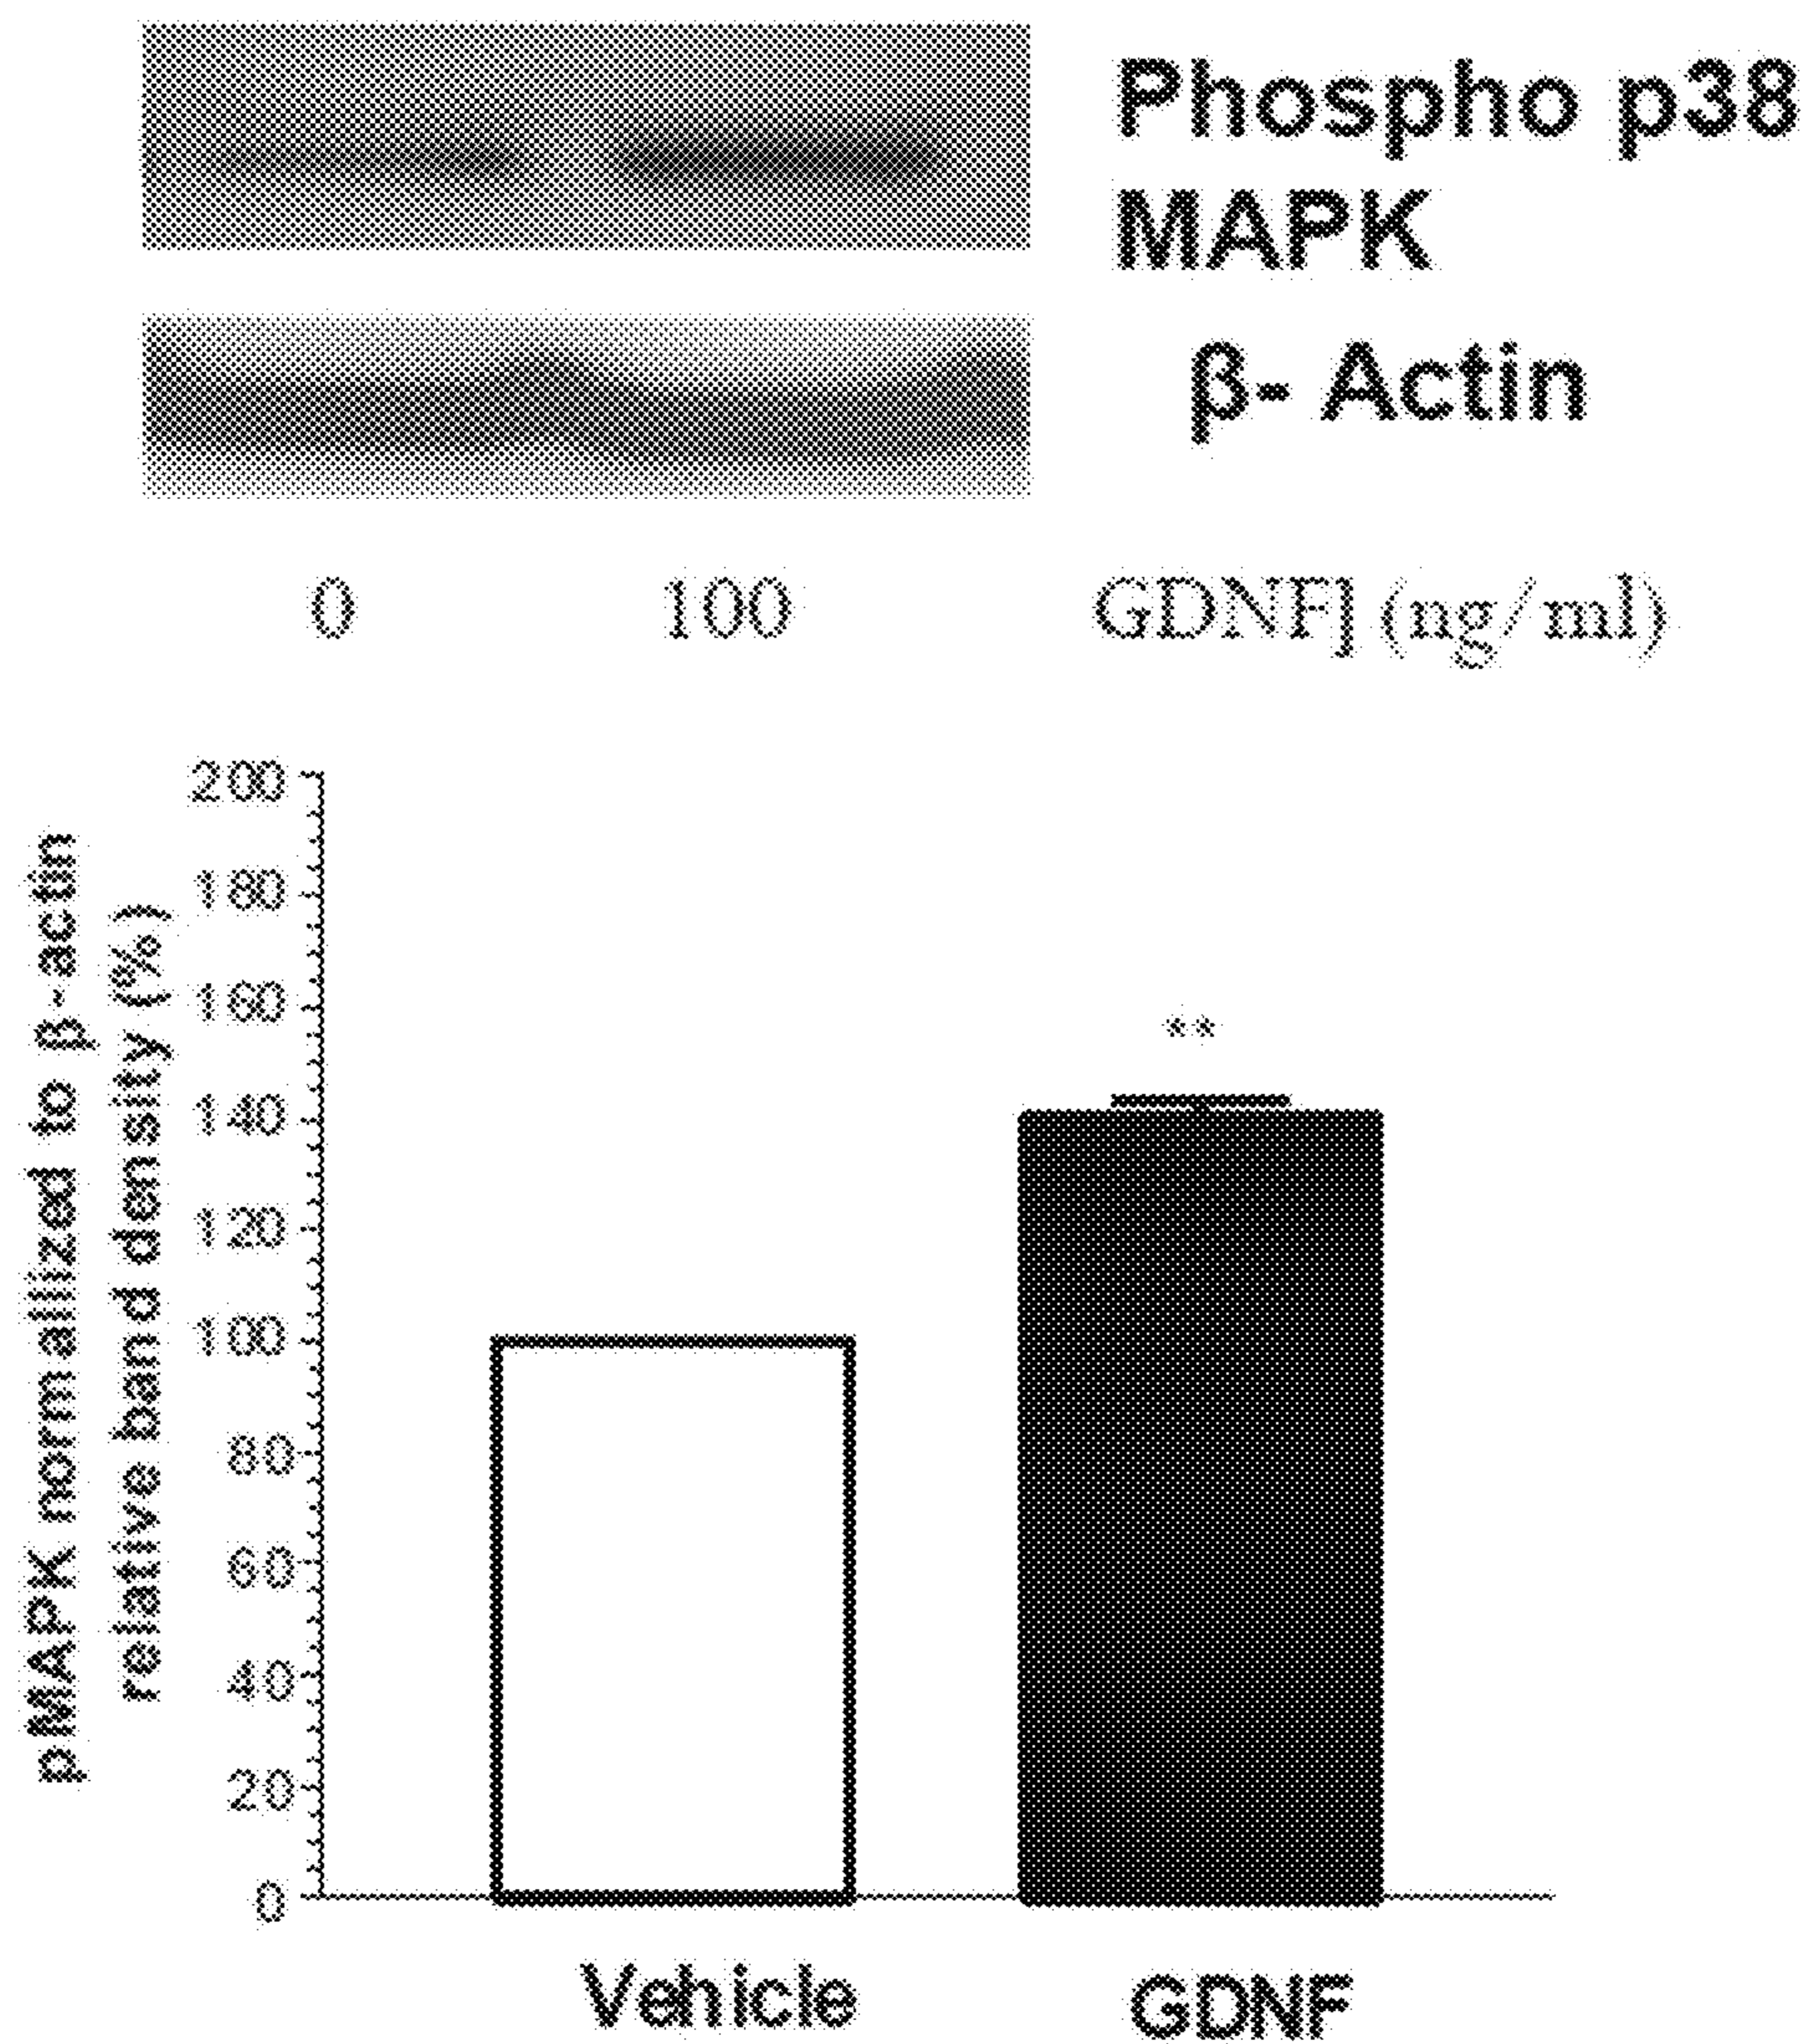 Phospho p38
MAPK
β- Actin
0 100 GDNF] (ng/ml)
pMAPK normallized to β-actin
relative band density (%)
200
180
160
140
120
100
80
60
40
20
0
**
Vehicle GDNF